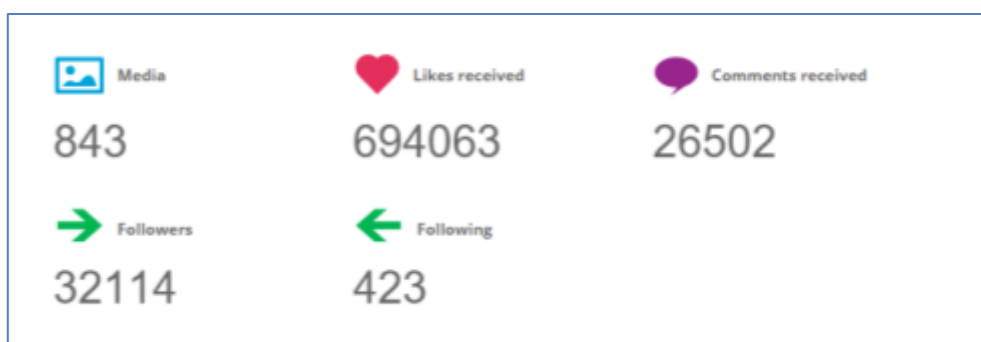 Media Likes received Comments received
843 694063 26502
Followers Following
32114 423